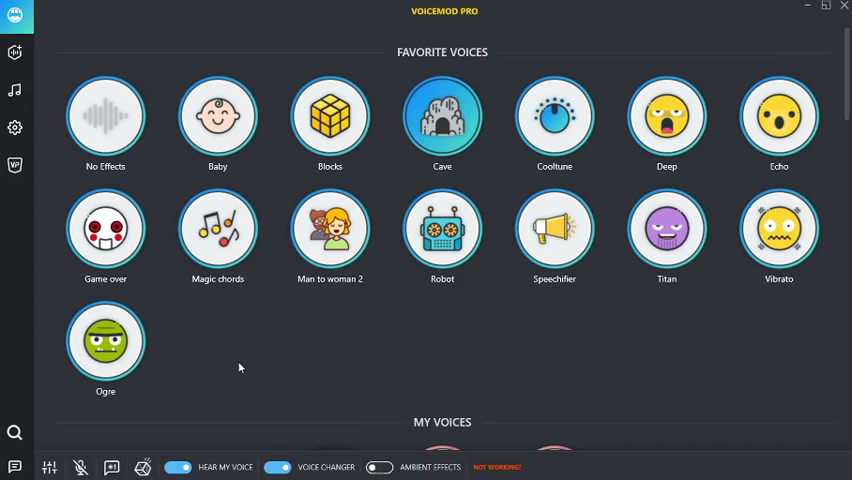 VOICEMOD PRO
FAVORITE VOICES
No Effects
Baby
Blocks
Cave
Cooltune
Deep
Echo
Game over
Magic chords
Man to woman 2
Robot
Speechifier
Titan
Vibrato
Ogre
MY VOICES
HEAR MY VOICE
VOICE CHANGER
AMBIENT EFFECTS
NOT WORKING?